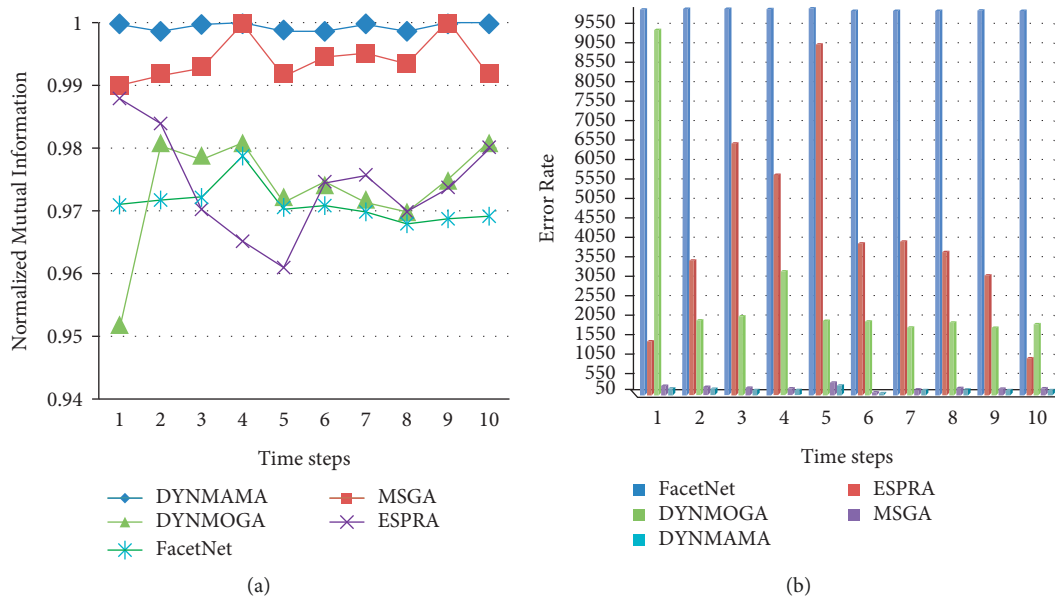 1
0.99
0.98
0.97
0.96
0.95
0.94
Normalized Mutual Information
1 2 3 4 5 6 7 8 9 10
Time steps
DYNMAMA
MSGA
DYNMOGA
ESPRA
FacetNet
(a)
9550
9050
8550
8050
7550
7050
6550
6050
5550
5050
4550
4050
3550
3050
2550
2050
1550
1050
550
50
Error Rate
1 2 3 4 5 6 7 8 9 10
Time steps
FacetNet
ESPRA
DYNMOGA
MSGA
DYNMAMA
(b)